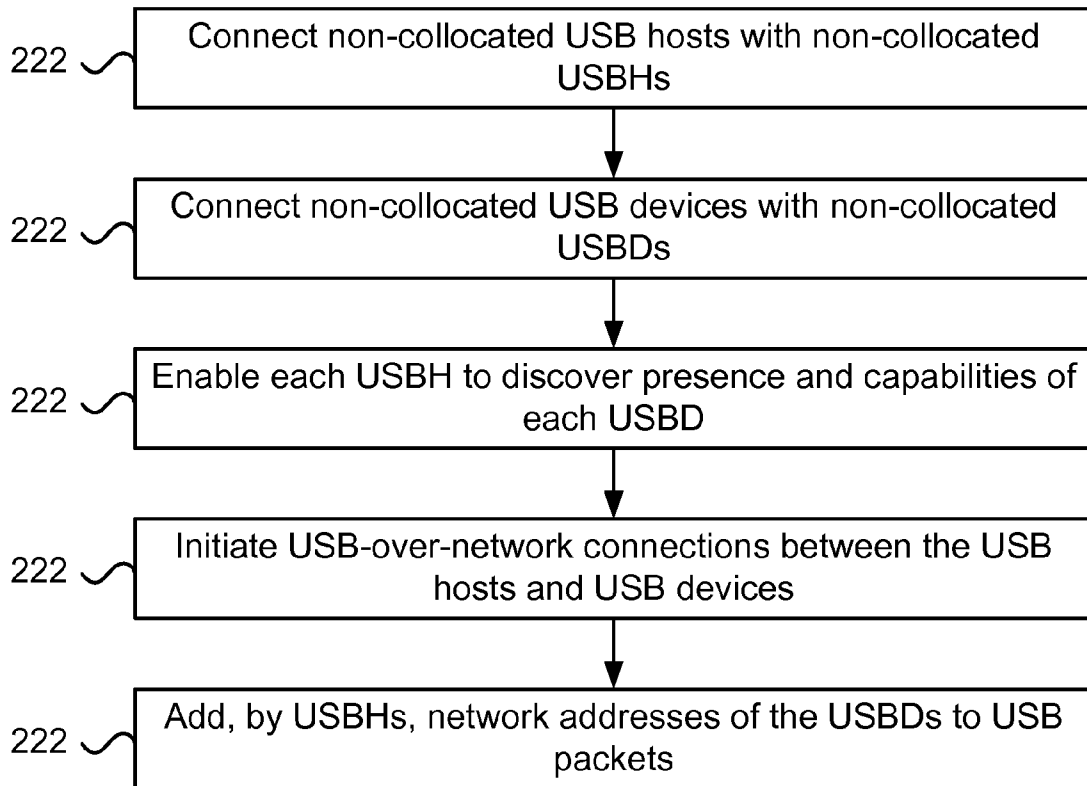 Connect non-collocated USB hosts with non-collocated
USBHs
222
Connect non-collocated USB devices with non-collocated
USBDs
222
Enable each USBH to discover presence and capabilities of
each USBD
222
Initiate USB-over-network connections between the USB
hosts and USB devices
222
Add, by USBHs, network addresses of the USBDs to USB
packets
222